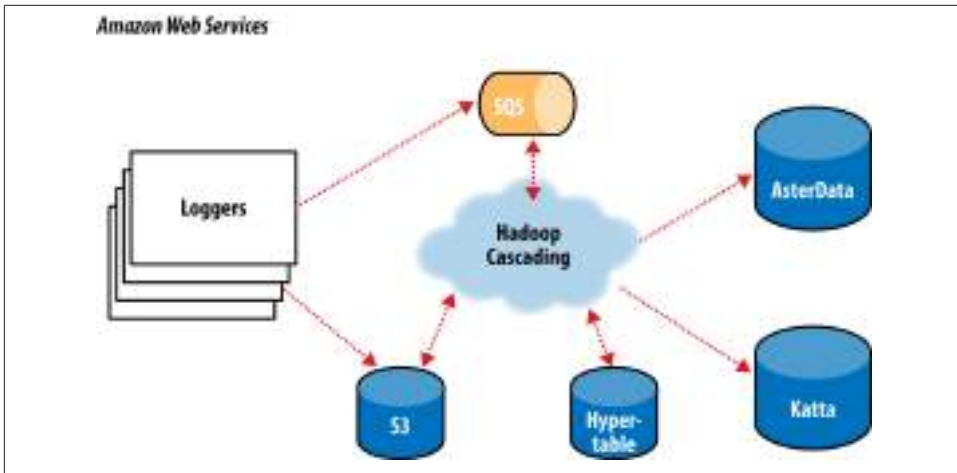 Amazon Web Services
SQS
Loggers
AsterData
Hadoop
Cascading
S3
Hyper-
table
Katta